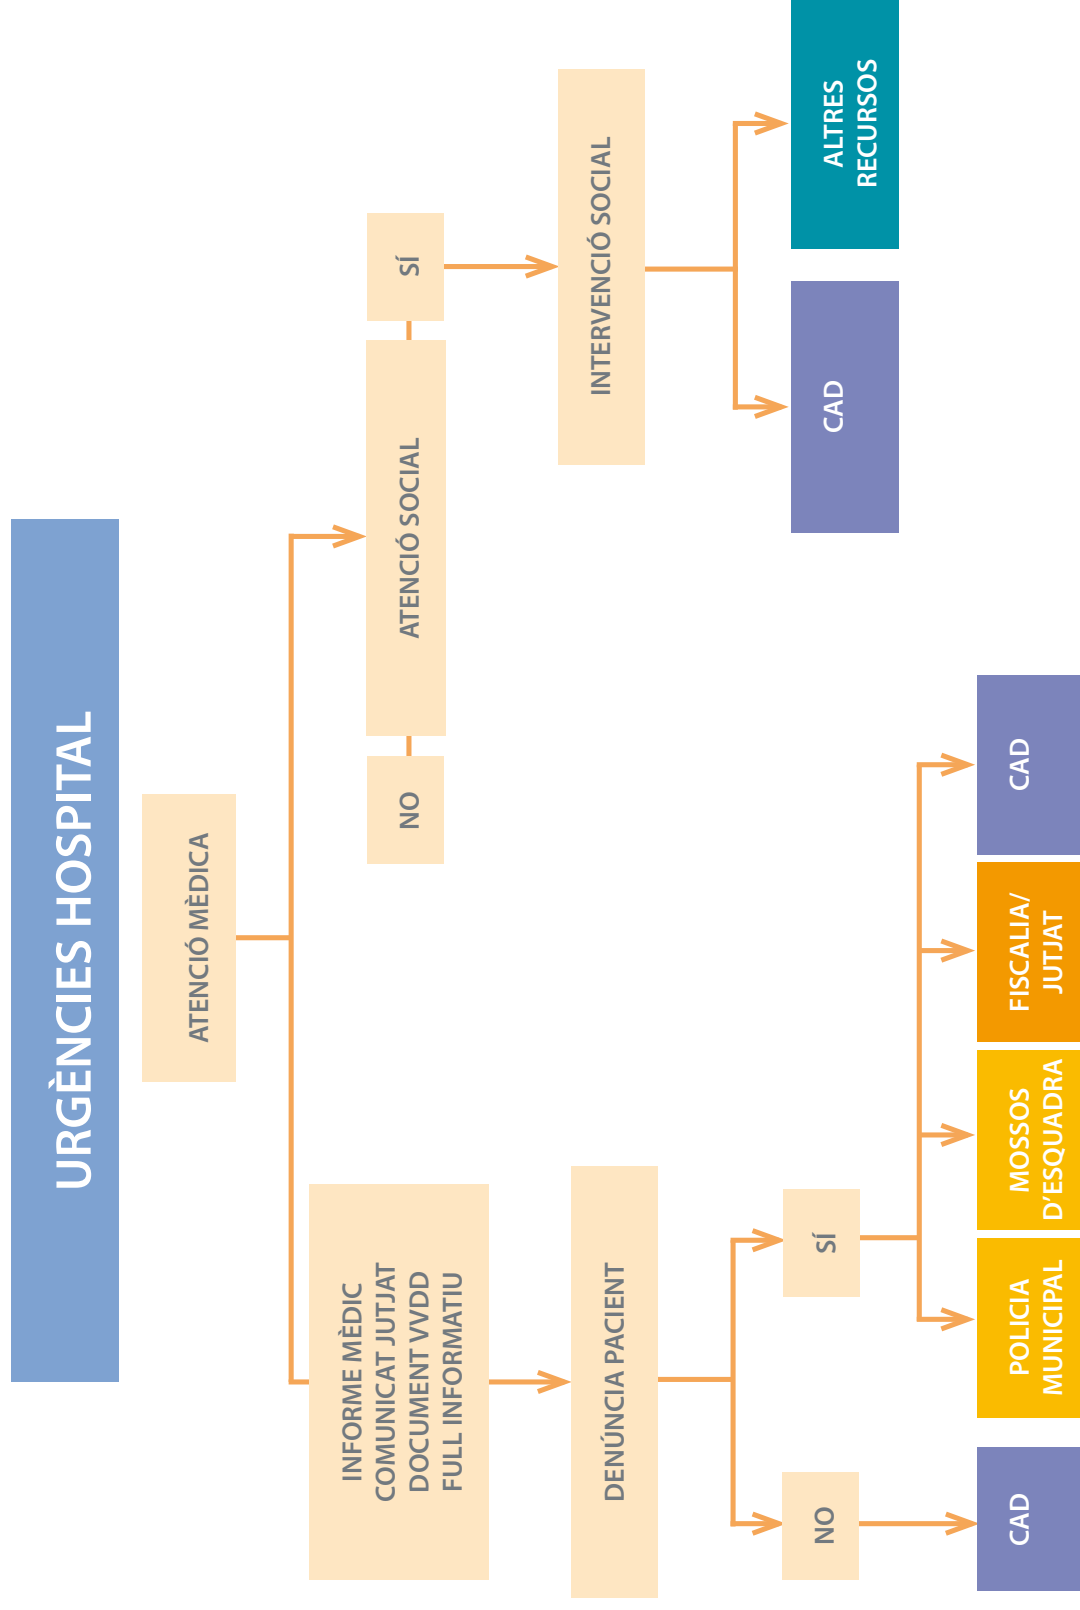 URGÈNCIES HOSPITAL
ATENCIÓ MÈDICA
INFORME MÈDIC
COMUNICAT JUTJAT
DOCUMENT VVDD
FULL INFORMATIU
NO
ATENCIÓ SOCIAL
SÍ
DENÚNCIA PACIENT
INTERVENCIÓ SOCIAL
NO
SÍ
CAD
ALTRES
RECURSOS
CAD
POLICIA
MUNICIPAL
MOSSOS
D'ESQUADRA
FISCALIA/
JUTJAT
CAD